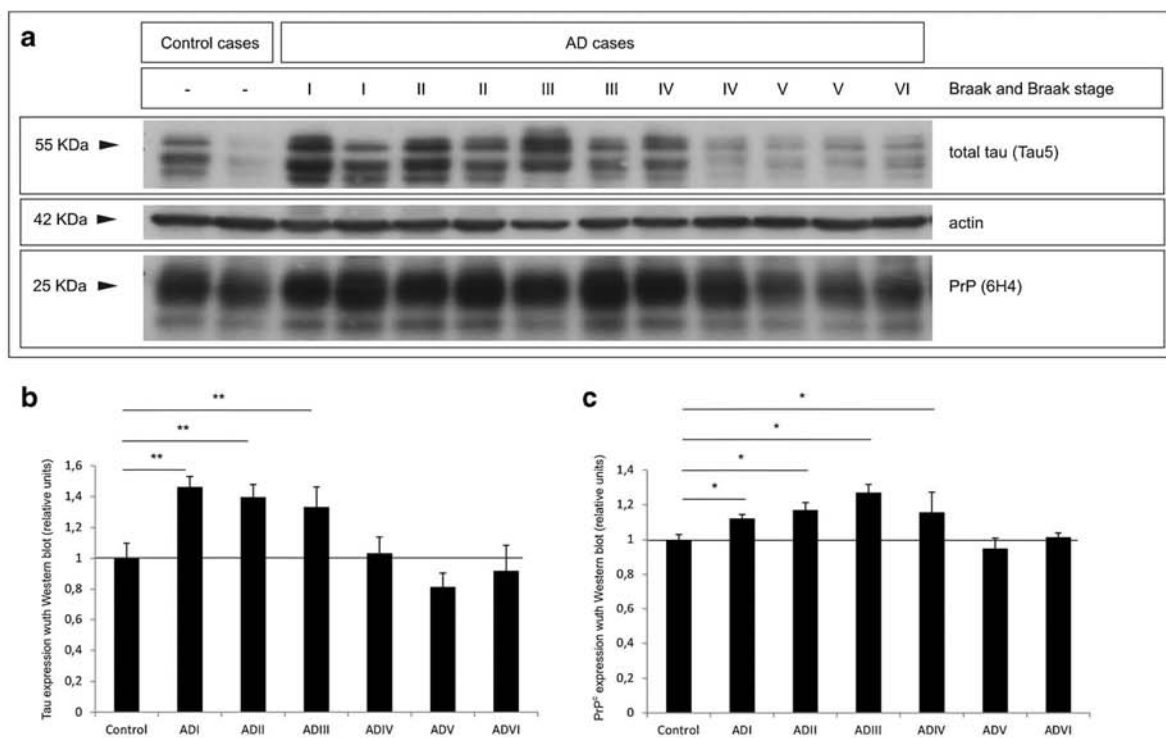 a
Control cases
AD cases
- - I I II II III III IV IV V V VI Braak and Braak stage
55 KDa
total tau (Tau5)
42 KDa
actin
25 KDa
PrP (6H4)
b
**
**
**
Tau expression wuth Western blot (relative units)
1,6
1,4
1,2
1
0,8
0,6
0,4
0,2
0
Control ADI ADII ADIII ADIV ADV ADVI
c
*
*
*
*
PrPᶜ expression wuth Western blot (relative units)
1,4
1,2
1
0,8
0,6
0,4
0,2
0
Control ADI ADII ADIII ADIV ADV ADVI